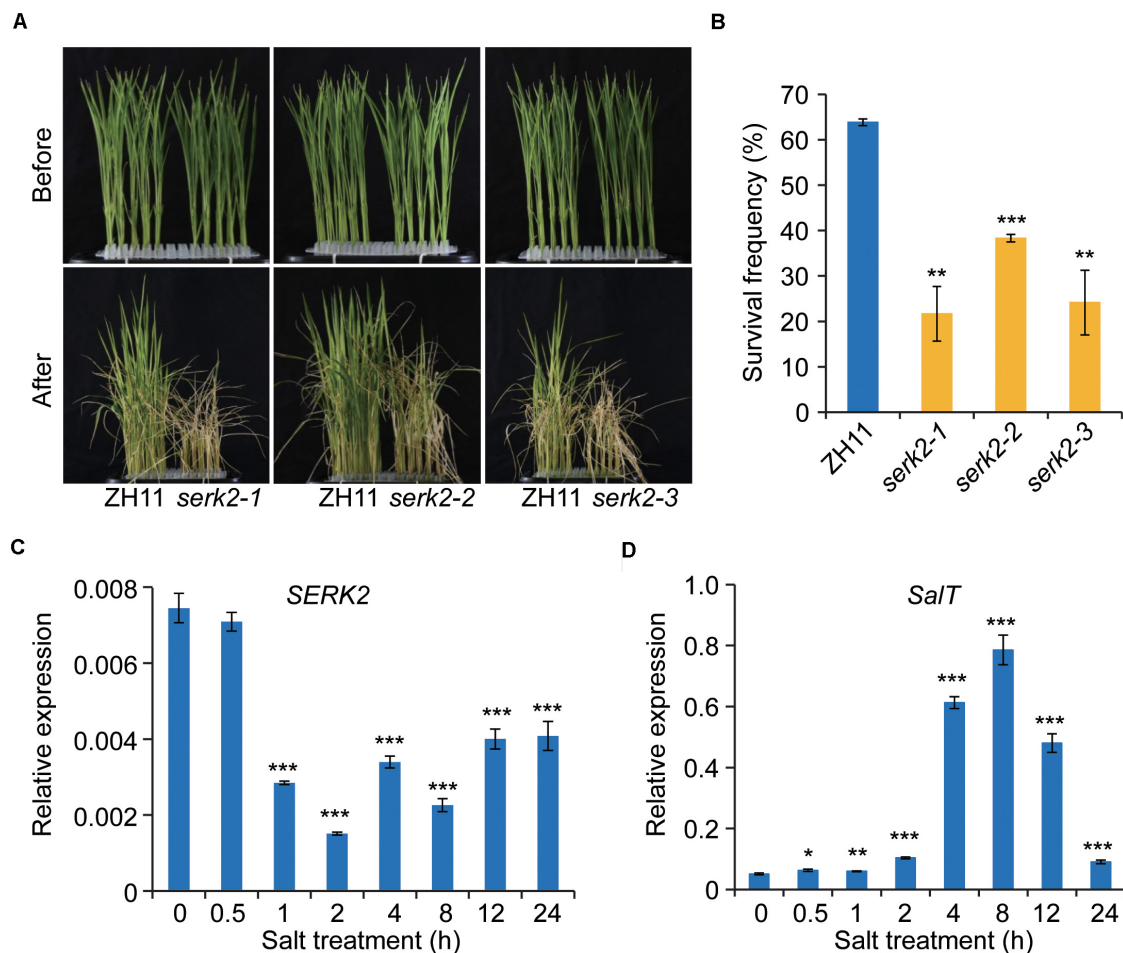 A
Before
After
ZH11 serk2-1
ZH11 serk2-2
ZH11 serk2-3
B
Survival frequency (%)
70
60
50
40
30
20
10
0
**
***
**
ZH11
serk2-1
serk2-2
serk2-3
C
SERK2
Relative expression
0.008
0.006
0.004
0.002
0
***
***
***
***
***
***
0 0.5 1 2 4 8 12 24
Salt treatment (h)
D
SalT
Relative expression
1.0
0.8
0.6
0.4
0.2
0
*
**
***
***
***
***
***
0 0.5 1 2 4 8 12 24
Salt treatment (h)